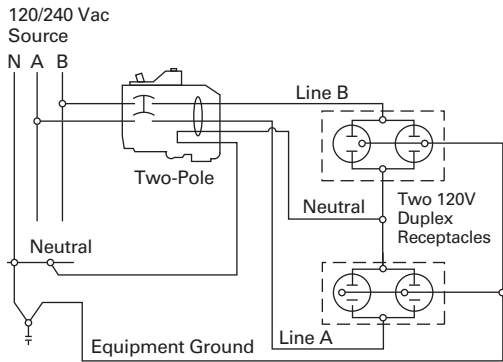 120/240 Vac
Source
N A B
Line B
Two-Pole
Neutral
Two 120V
Duplex
Receptacles
Neutral
Line A
Equipment Ground